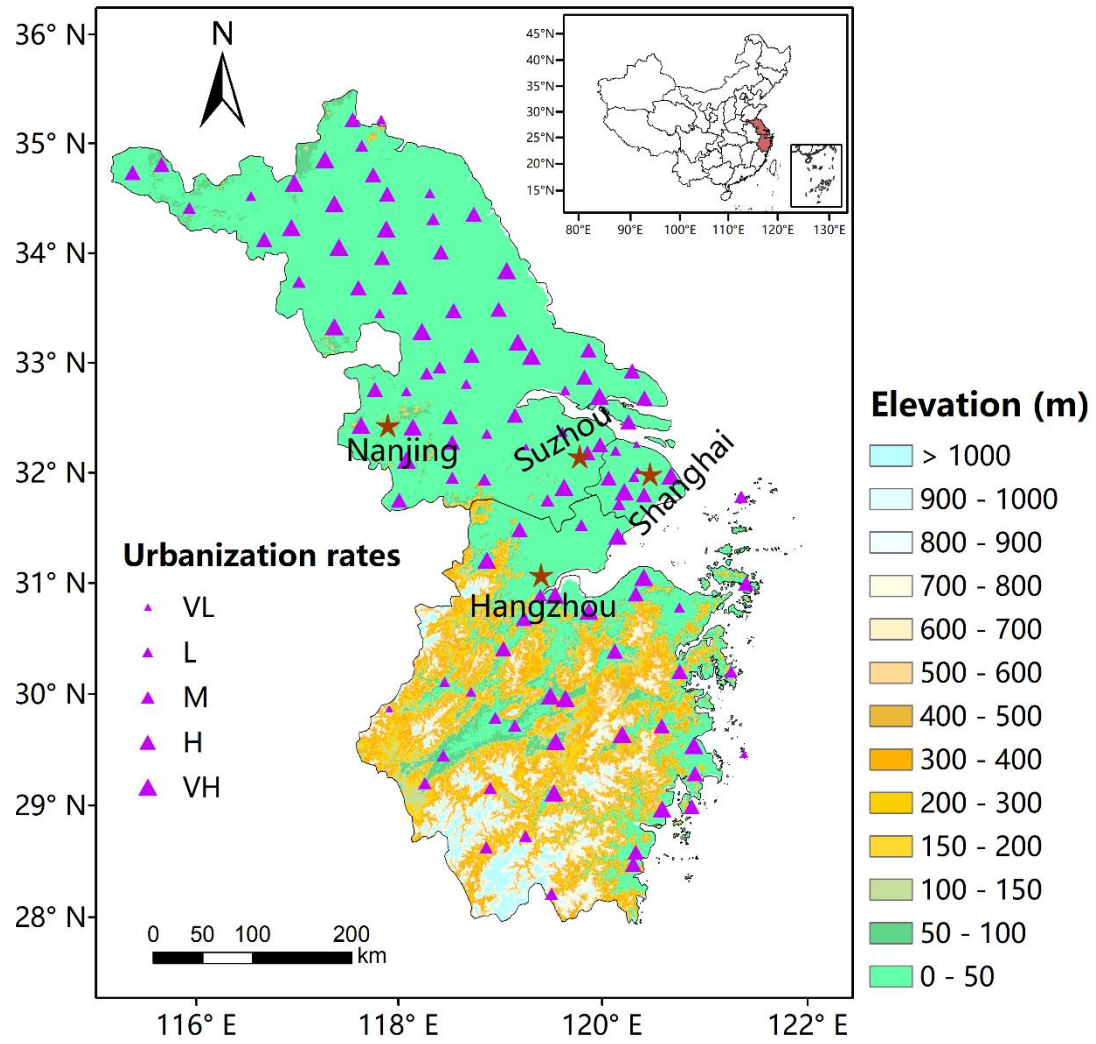 36° N
35° N
34° N
33° N
32° N
31° N
30° N
29° N
28° N
N
45°N
40°N
35°N
30°N
25°N
20°N
15°N
80°E 90°E 100°E 110°E 120°E 130°E
Nanjing
Suzhou
Shanghai
Hangzhou
Urbanization rates
VL
L
M
H
VH
0 50 100 200
km
116° E 118° E 120° E 122° E
Elevation (m)
> 1000
900 - 1000
800 - 900
700 - 800
600 - 700
500 - 600
400 - 500
300 - 400
200 - 300
150 - 200
100 - 150
50 - 100
0 - 50